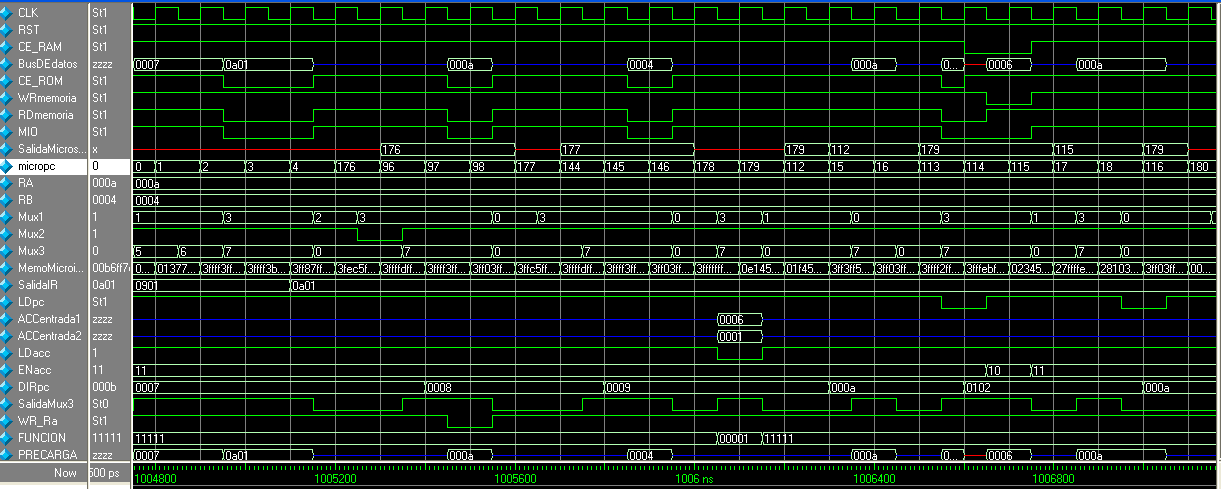 CLK St1
RST St1
CE_RAM St1
BusDEdatos zzzz 0007 0a01 000a 0004 000a 0... 0006 000a
CE_ROM St1
WRmemoria St1
RDmemoria St1
MIO St1
SalidaMicros... x 176 177 179 112 179 115 179
micropc 0 0 1 2 3 4 176 96 97 98 177 144 145 146 178 179 112 15 16 113 114 115 17 18 116 180
RA 000a 000a
RB 0004 0004
Mux1 1 1 3 2 3 0 3 0 3 1 0 3 1 3 0
Mux2 1
Mux3 0 5 6 7 0 7 0 7 0 7 0 7 0 7 0 7 0
MemoMicroi... 00b6ff7 0... 01377... 3ffff3ff... 3ffff3b... 3ff87ff... 3fec5f... 3ffffdff... 3ffff3ff... 3ff03ff... 3ffc5ff... 3ffffdff... 3ffff3ff... 3ff03ff... 3fffffff... 0e145... 01f45... 3ff3ff5... 3ff03ff... 3ffff2ff... 3fffebf... 02345... 27ffffe... 28103... 3ff03ff... 00...
SalidaIR 0a01 0901 0a01
LDpc St1
ACCentrada1 zzzz 0006
ACCentrada2 zzzz 0001
LDacc 1
ENacc 11 11 10 11
DIRpc 000b 0007 0008 0009 000a 0102 000a
SalidaMux3 St0
WR_Ra St1
FUNCION 11111 11111 00001 11111
PRECARGA zzzz 0007 0a01 000a 0004 000a 0... 0006 000a
Now 500 ps 1004800 1005200 1005600 1006 ns 1006400 1006800